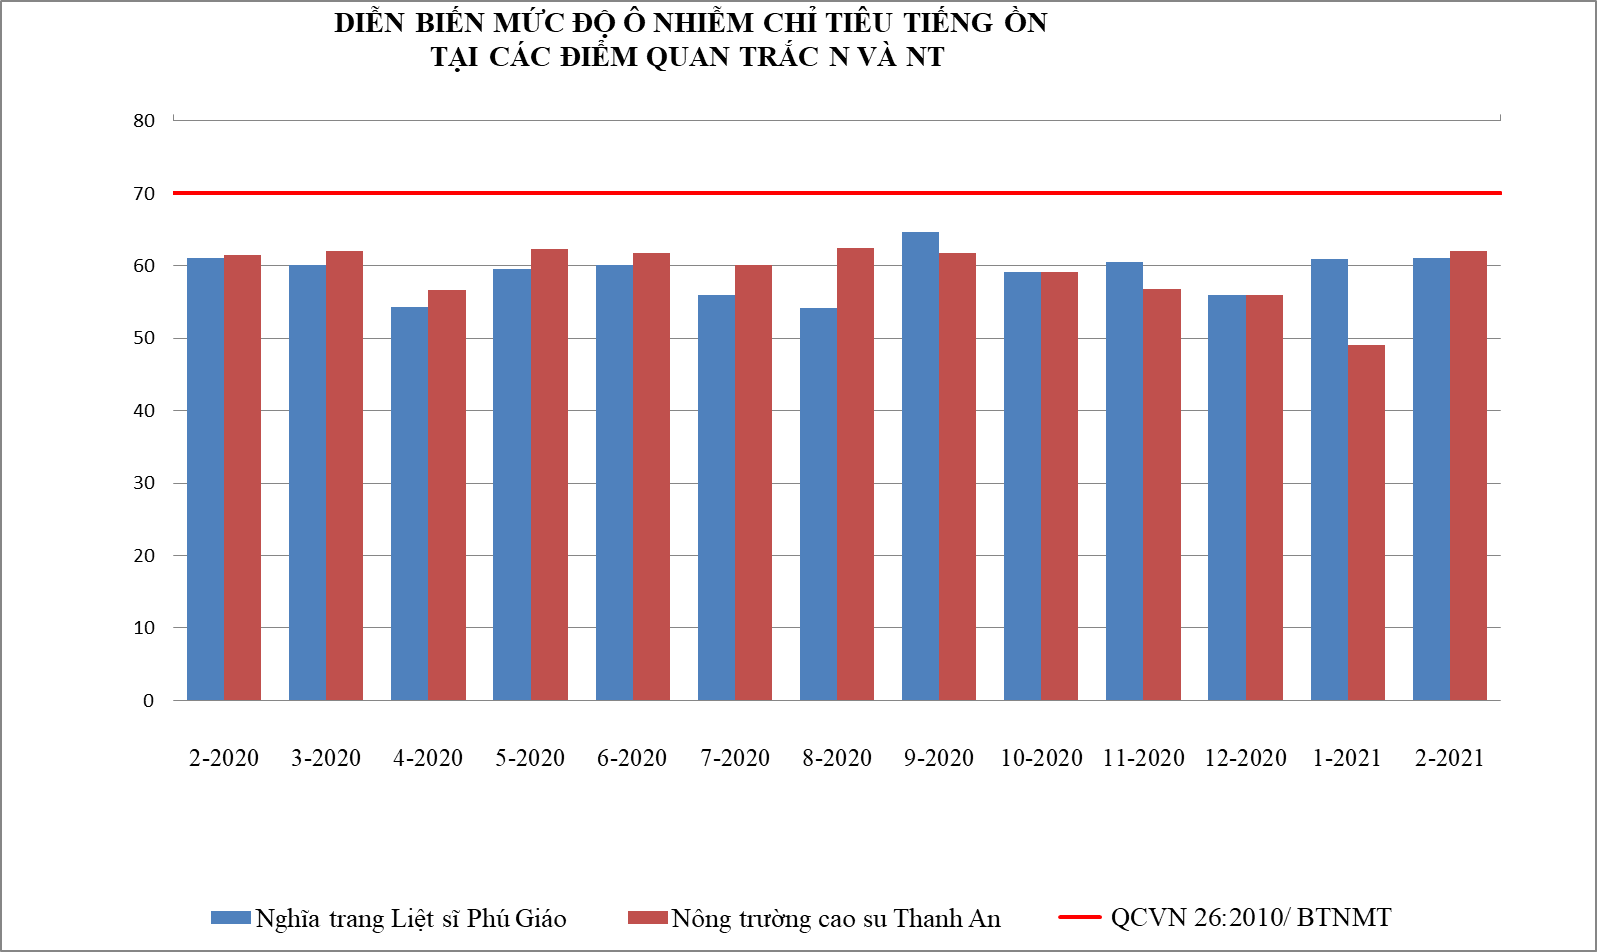 DIỄN BIẾN MỨC ĐỘ Ô NHIỄM CHỈ TIÊU TIẾNG ỒN
TẠI CÁC ĐIỂM QUAN TRẮC N VÀ NT
80
70
60
50
40
30
20
10
0
2-2020 3-2020 4-2020 5-2020 6-2020 7-2020 8-2020 9-2020 10-2020 11-2020 12-2020 1-2021 2-2021
Nghĩa trang Liệt sĩ Phú Giáo Nông trường cao su Thanh An QCVN 26:2010/ BTNMT